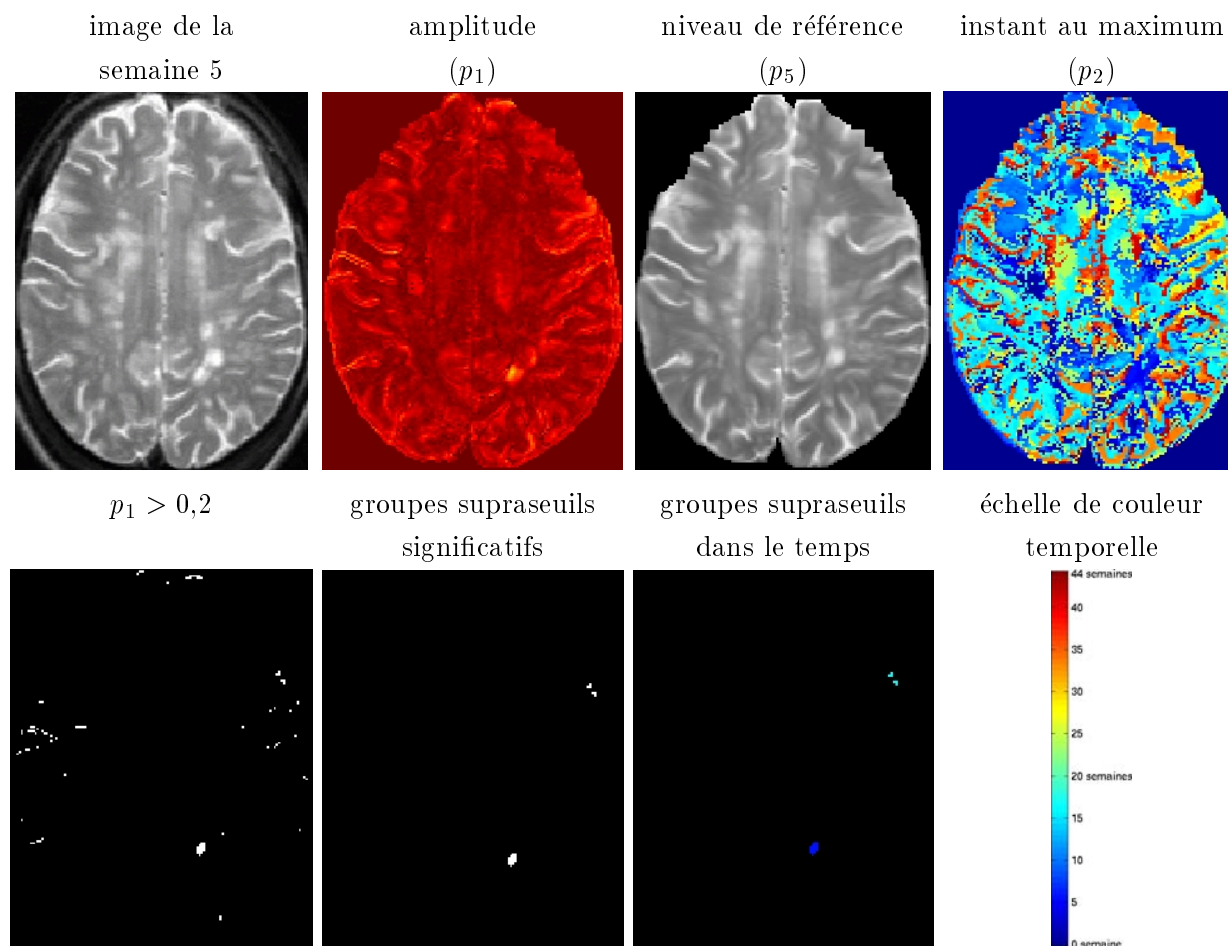 image de la
semaine 5
amplitude
(p₁)
niveau de référence
(p₅)
instant au maximum
(p₂)
p₁ > 0,2
groupes supraseuils
significatifs
groupes supraseuils
dans le temps
échelle de couleur
temporelle
44 semaines
40
35
30
25
20 semaines
15
10
5
0 semaine